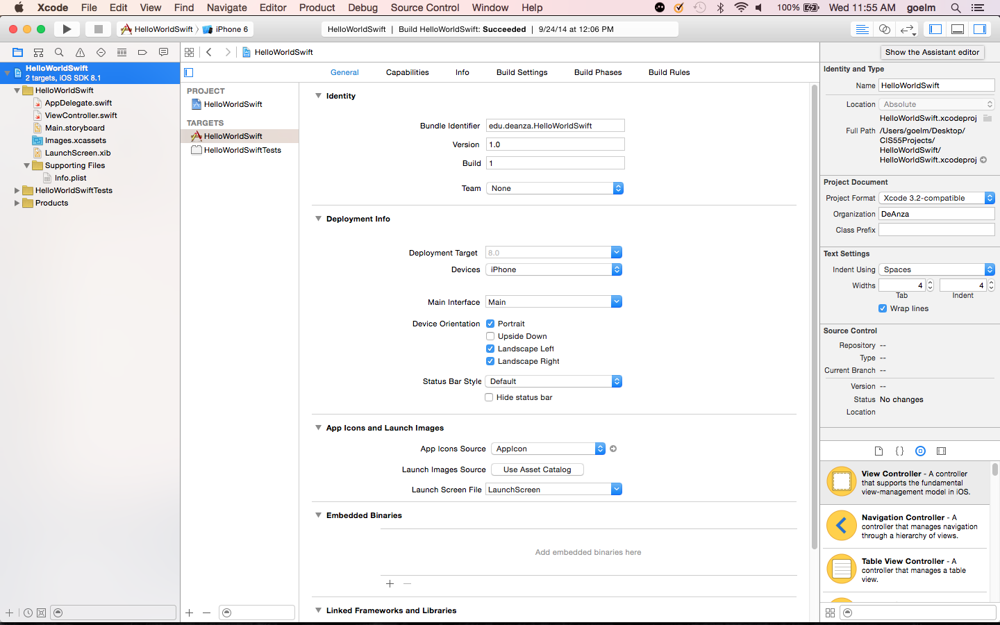 Xcode File Edit View Find Navigate Editor Product Debug Source Control Window Help 100% Wed 11:55 AM goelm
HelloWorldSwift iPhone 6
HelloWorldSwift | Build HelloWorldSwift: Succeeded | 9/24/14 at 12:06 PM
HelloWorldSwift
Show the Assistant editor
HelloWorldSwift
2 targets, iOS SDK 8.1
HelloWorldSwift
AppDelegate.swift
ViewController.swift
Main.storyboard
Images.xcassets
LaunchScreen.xib
Supporting Files
Info.plist
HelloWorldSwiftTests
Products
General Capabilities Info Build Settings Build Phases Build Rules
PROJECT
HelloWorldSwift
TARGETS
HelloWorldSwift
HelloWorldSwiftTests
Identity
Bundle Identifier edu.deanza.HelloWorldSwift
Version 1.0
Build 1
Team None
Deployment Info
Deployment Target 8.0
Devices iPhone
Main Interface Main
Device Orientation Portrait
Upside Down
Landscape Left
Landscape Right
Status Bar Style Default
Hide status bar
App Icons and Launch Images
App Icons Source AppIcon
Launch Images Source Use Asset Catalog
Launch Screen File LaunchScreen
Embedded Binaries
Add embedded binaries here
Linked Frameworks and Libraries
Identity and Type
Name HelloWorldSwift
Location Absolute
HelloWorldSwift.xcodeproj
Full Path /Users/goelm/Desktop/
CIS55Projects/
HelloWorldSwift/
HelloWorldSwift.xcodeproj
Project Document
Project Format Xcode 3.2-compatible
Organization DeAnza
Class Prefix
Text Settings
Indent Using Spaces
Widths 4 4
Tab Indent
Wrap lines
Source Control
Repository --
Type --
Current Branch --
Version --
Status No changes
Location
View Controller - A controller
that supports the fundamental
view-management model in iOS.
Navigation Controller - A
controller that manages navigation
through a hierarchy of views.
Table View Controller - A
controller that manages a table
view.